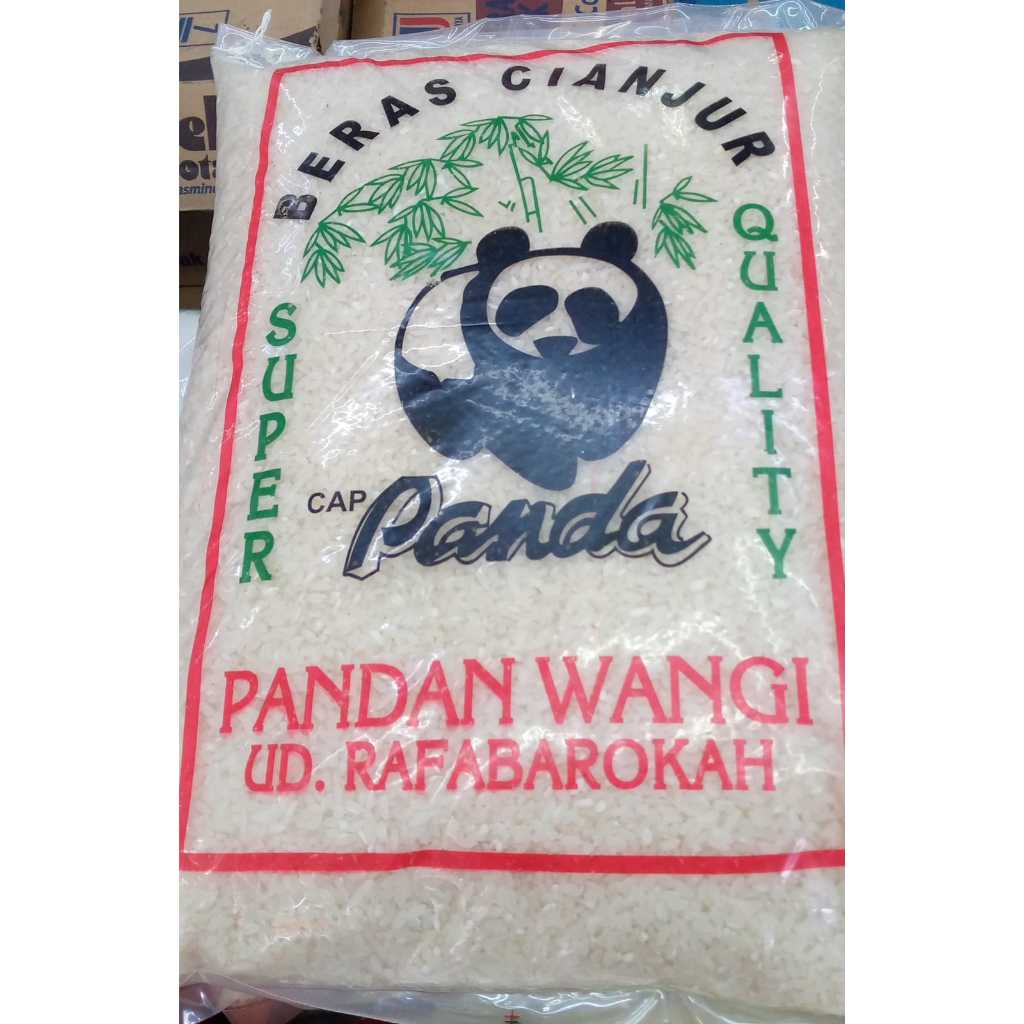 BERAS CIANJUR
SUPER
QUALITY
CAP Panda
PANDAN WANGI
UD. RAFABAROKAH